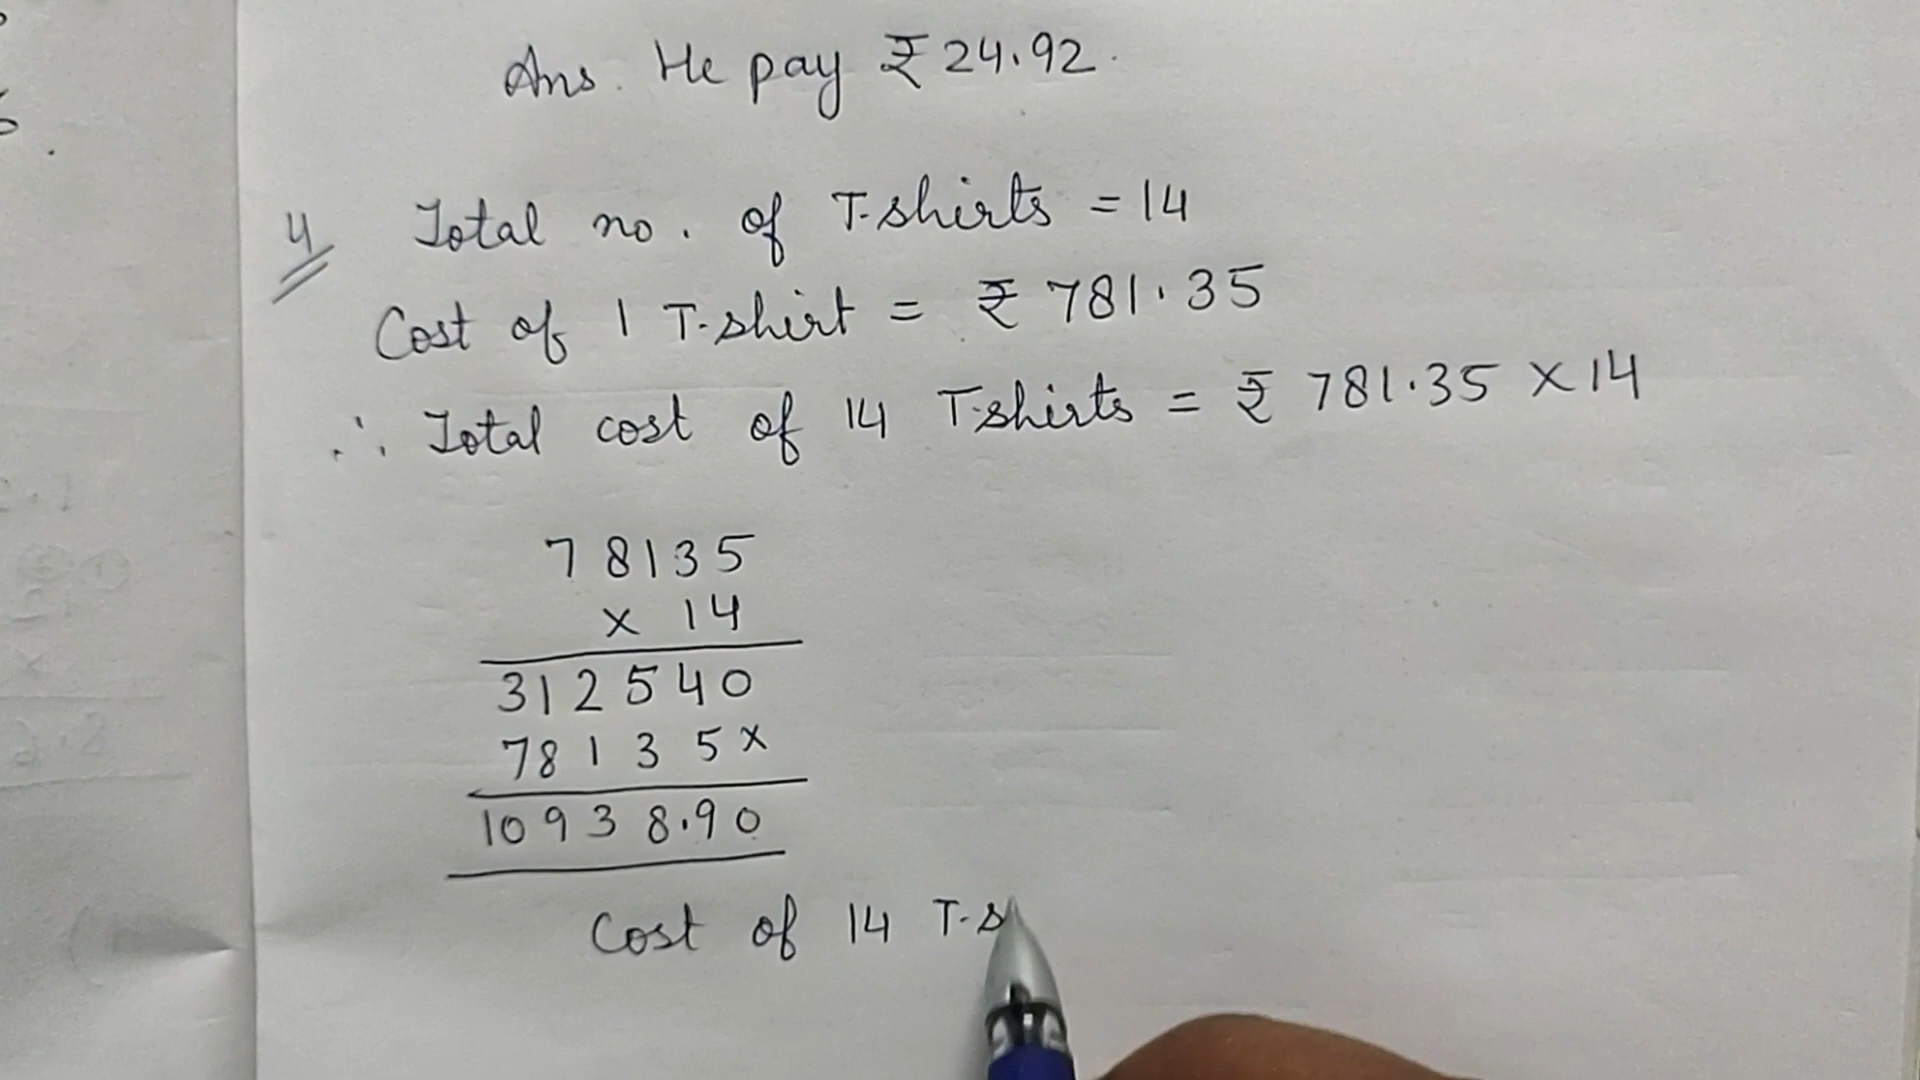 Ans. He pay ₹ 24.92.
4 Total no. of T-shirts = 14
Cost of 1 T-shirt = ₹ 781.35
∴ Total cost of 14 T-shirts = ₹ 781.35 × 14
78135
× 14
312540
78135×
10938.90
Cost of 14 T-s